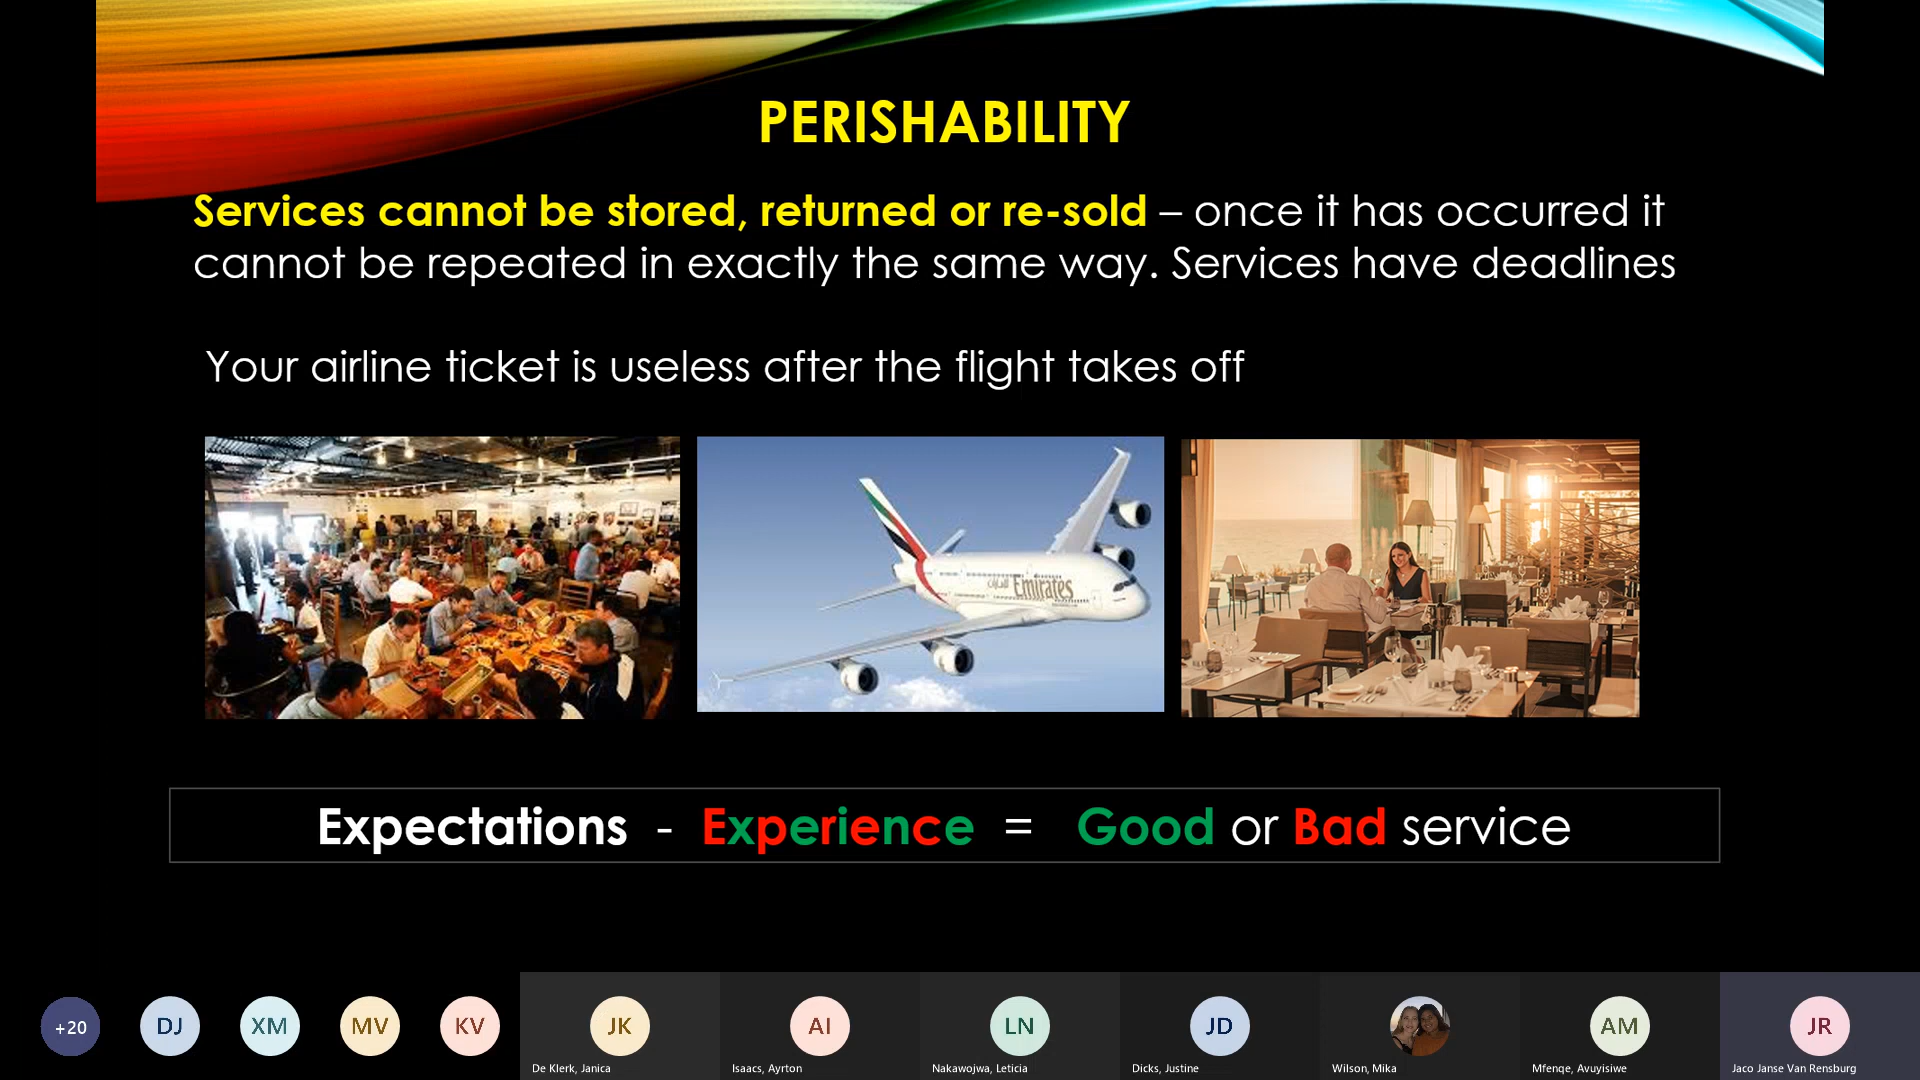 PERISHABILITY
Services cannot be stored, returned or re-sold – once it has occurred it
cannot be repeated in exactly the same way. Services have deadlines
Your airline ticket is useless after the flight takes off
Emirates
Expectations - Experience = Good or Bad service
+20
DJ
XM
MV
KV
JK
AI
LN
JD
AM
JR
De Klerk, Janica
Isaacs, Ayrton
Nakawojwa, Leticia
Dicks, Justine
Wilson, Mika
Mfenqe, Avuyisiwe
Jaco Janse Van Rensburg